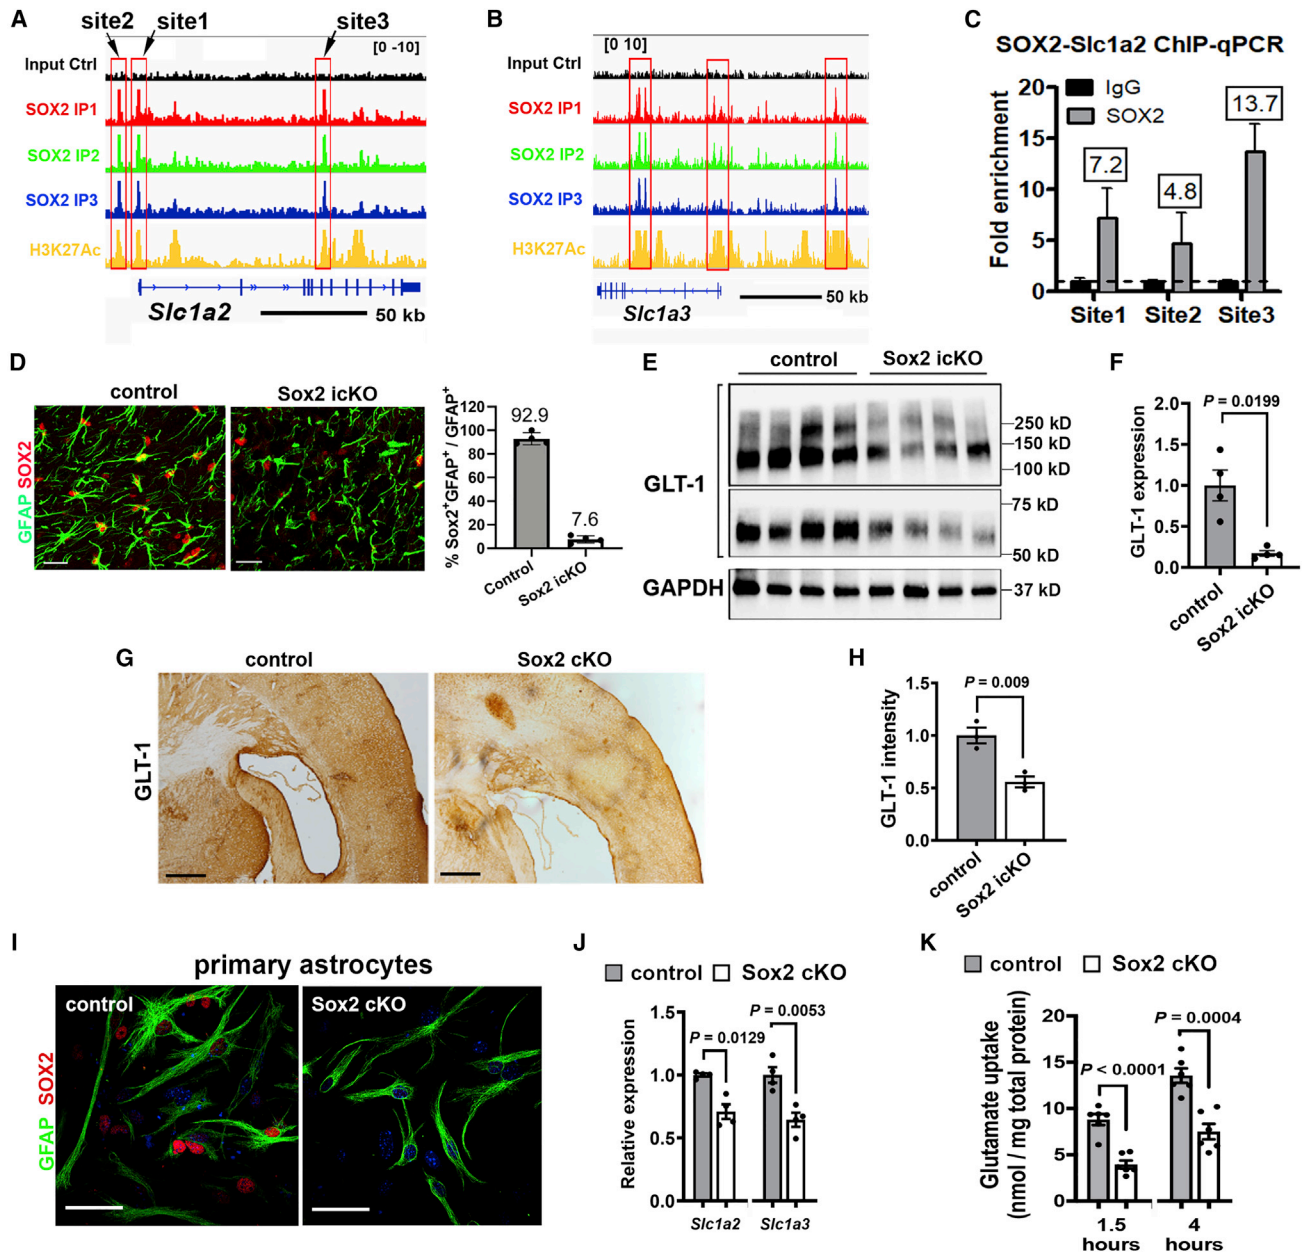 A
site2
site1
site3
[0 -10]
Input Ctrl
SOX2 IP1
SOX2 IP2
SOX2 IP3
H3K27Ac
Slc1a2
50 kb
B
[0 10]
Input Ctrl
SOX2 IP1
SOX2 IP2
SOX2 IP3
H3K27Ac
Slc1a3
50 kb
C
SOX2-Slc1a2 ChIP-qPCR
Fold enrichment
20
15
10
5
0
IgG
SOX2
7.2
4.8
13.7
Site1 Site2 Site3
D
control
Sox2 icKO
GFAP SOX2
% Sox2⁺GFAP⁺ / GFAP⁺
120
100
80
60
40
20
0
92.9
7.6
Control
Sox2 icKO
E
control
Sox2 icKO
GLT-1
GAPDH
250 kD
150 kD
100 kD
75 kD
50 kD
37 kD
F
GLT-1 expression
2.0
1.5
1.0
0.5
0.0
P = 0.0199
control
Sox2 icKO
G
control
Sox2 cKO
GLT-1
H
GLT-1 intensity
1.5
1.0
0.5
0.0
P = 0.009
control
Sox2 icKO
I
primary astrocytes
control
Sox2 cKO
GFAP SOX2
J
control
Sox2 cKO
Relative expression
1.5
1.0
0.5
0.0
P = 0.0129
P = 0.0053
Slc1a2
Slc1a3
K
control
Sox2 cKO
Glutamate uptake
(nmol / mg total protein)
20
15
10
5
0
P < 0.0001
P = 0.0004
1.5
hours
4
hours